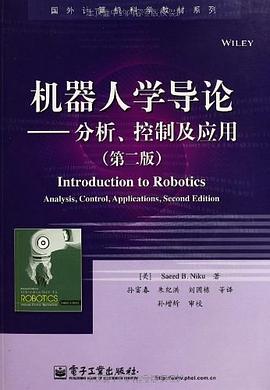 国外计算机科学教材系列
WILEY
机器人学导论
——分析、控制及应用
(第二版)
Introduction to Robotics
Analysis, Control, Applications, Second Edition
ROBOTICS
[美] Saeed B. Niku 著
孙富春 朱纪洪 刘国栋 等译
孙增圻 审校
电子工业出版社